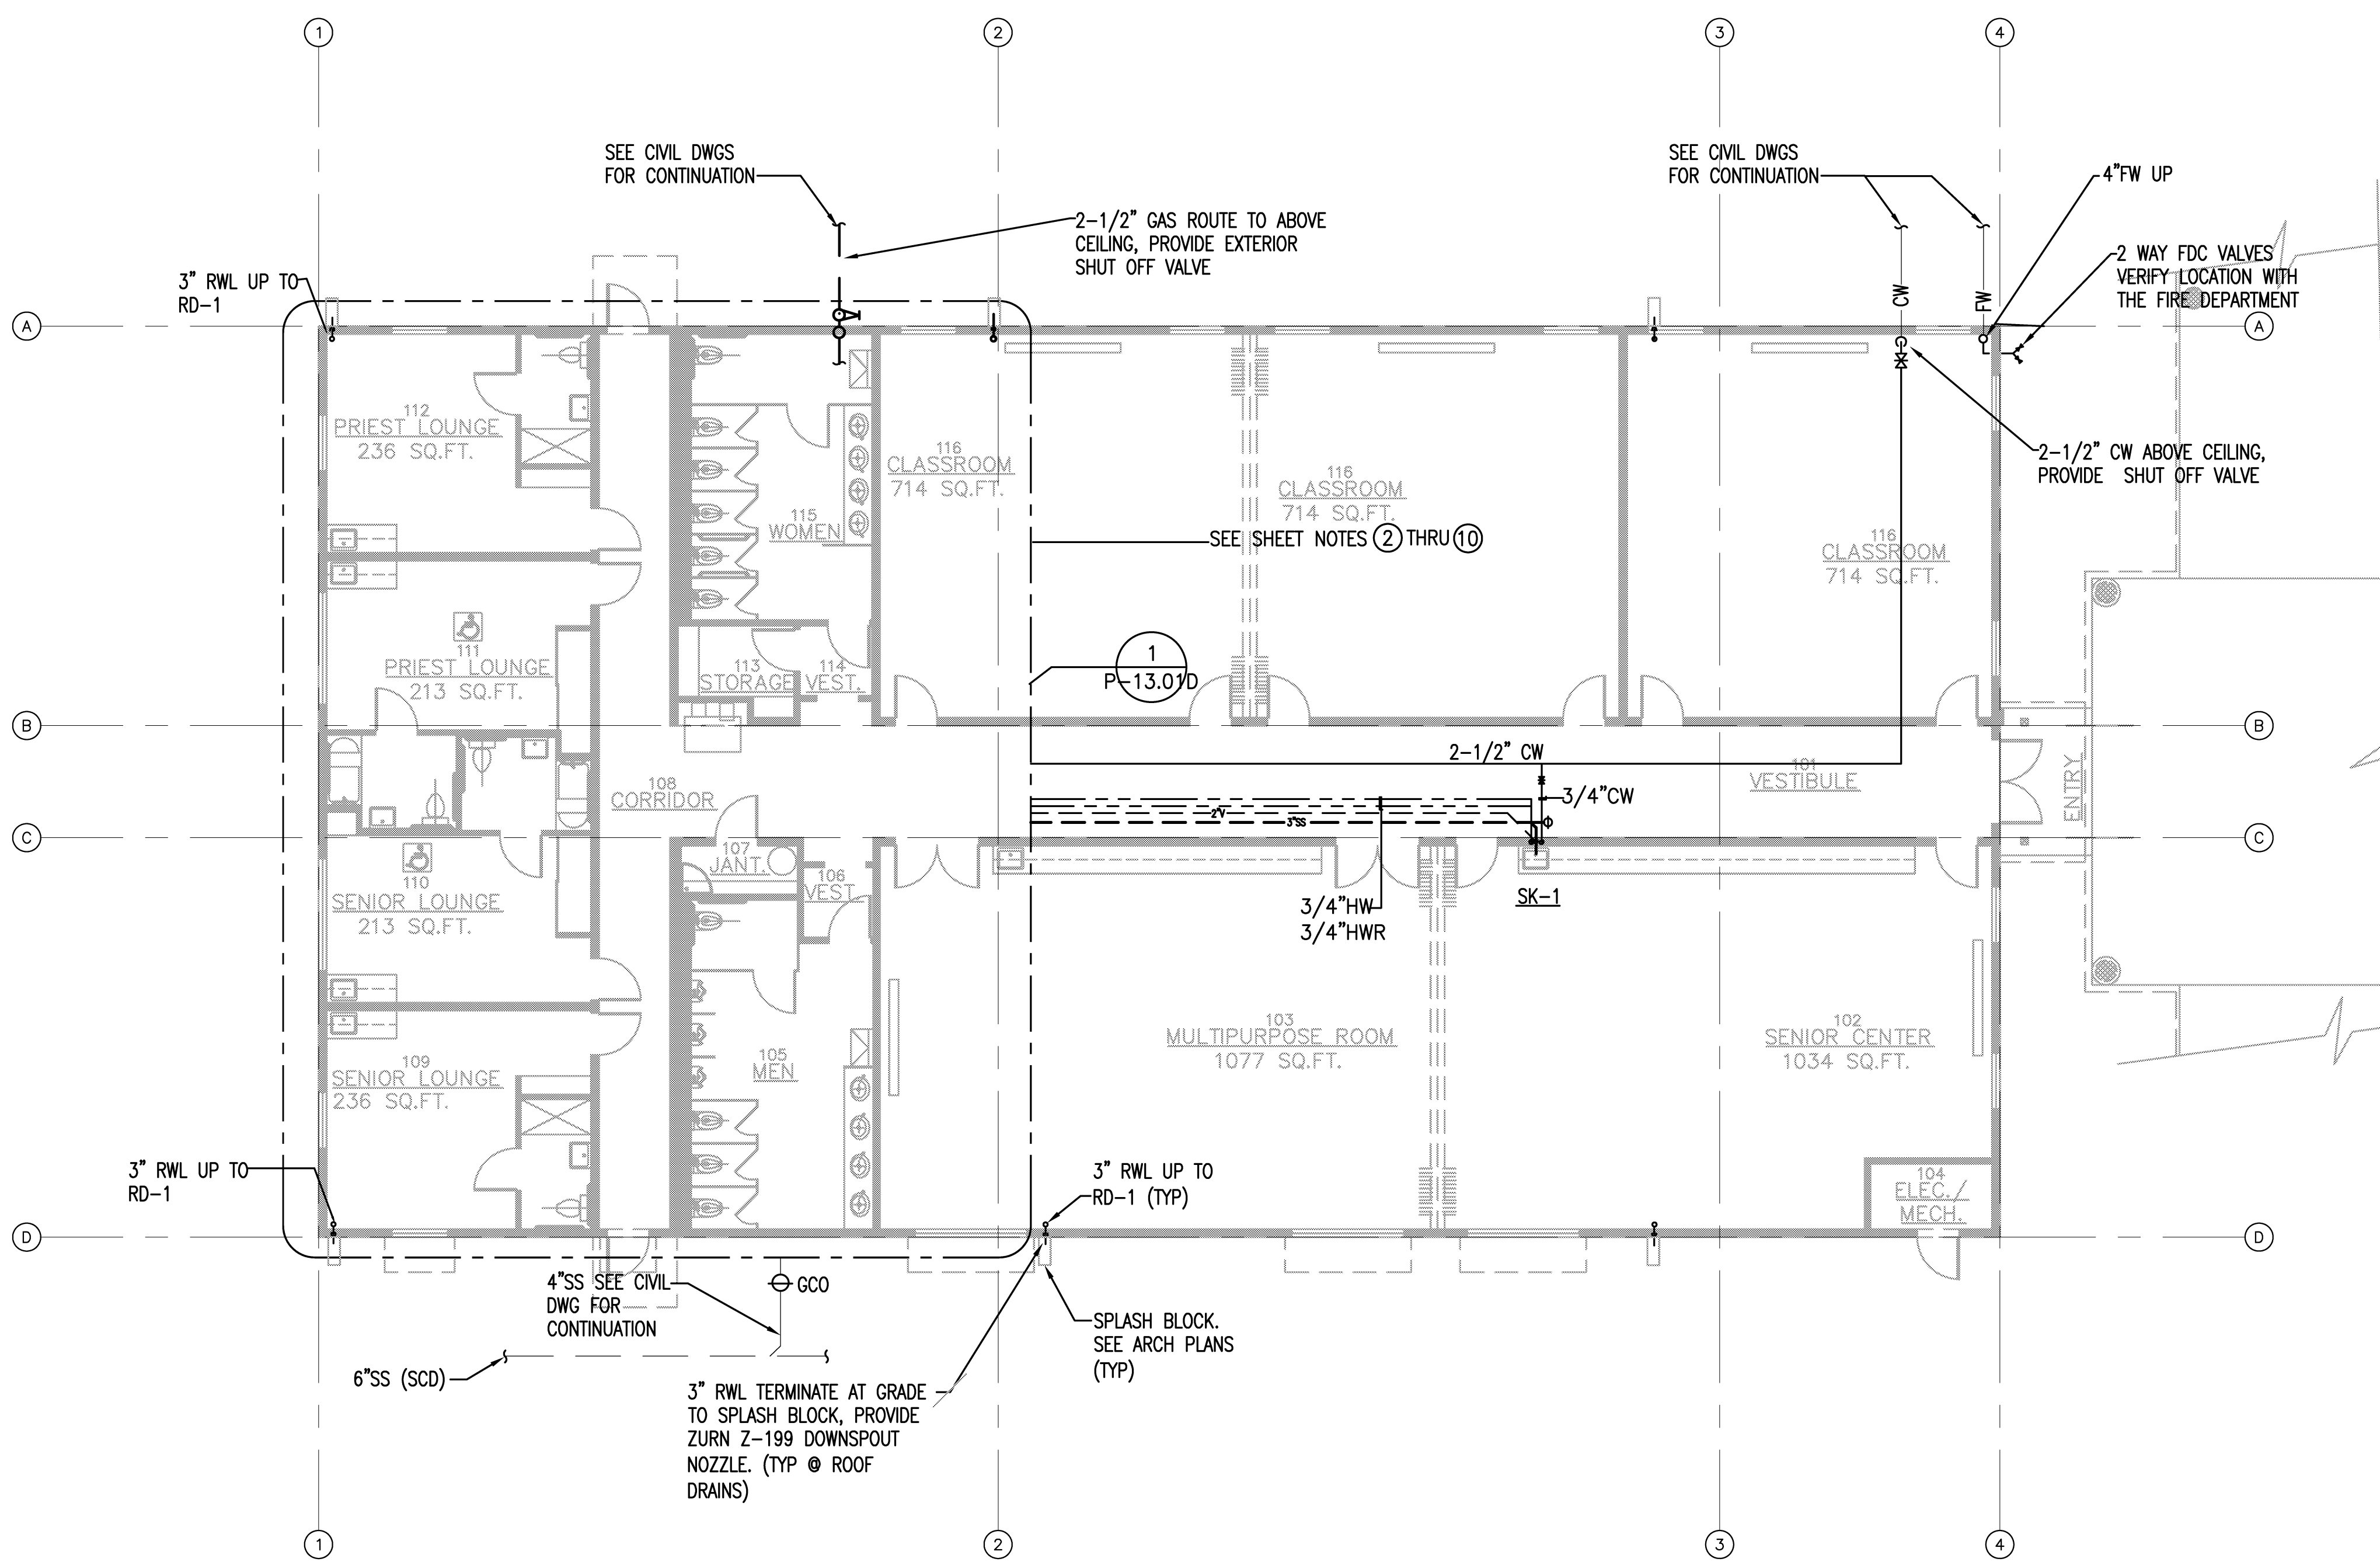 1
2
3
4
SEE CIVIL DWGS
FOR CONTINUATION
2-1/2" GAS ROUTE TO ABOVE
CEILING, PROVIDE EXTERIOR
SHUT OFF VALVE
SEE CIVIL DWGS
FOR CONTINUATION
4"FW UP
2 WAY FDC VALVES
VERIFY LOCATION WITH
THE FIRE DEPARTMENT
3" RWL UP TO
RD-1
CW
FW
A
A
112
PRIEST LOUNGE
236 SQ.FT.
116
CLASSROOM
714 SQ.FT.
116
CLASSROOM
714 SQ.FT.
2-1/2" CW ABOVE CEILING,
PROVIDE SHUT OFF VALVE
115
WOMEN
SEE SHEET NOTES 2 THRU 10
116
CLASSROOM
714 SQ.FT.
111
PRIEST LOUNGE
213 SQ.FT.
113
STORAGE
114
VEST.
1
P-13.01D
B
B
2-1/2" CW
108
CORRIDOR
101
VESTIBULE
ENTRY
3/4"CW
2"V
3"SS
C
C
107
JANT.
106
VEST.
110
SENIOR LOUNGE
213 SQ.FT.
3/4"HW
3/4"HWR
SK-1
109
SENIOR LOUNGE
236 SQ.FT.
105
MEN
103
MULTIPURPOSE ROOM
1077 SQ.FT.
102
SENIOR CENTER
1034 SQ.FT.
3" RWL UP TO
RD-1
3" RWL UP TO
RD-1 (TYP)
104
ELEC./
MECH.
D
D
4"SS SEE CIVIL
DWG FOR
CONTINUATION
GCO
SPLASH BLOCK.
SEE ARCH PLANS
(TYP)
6"SS (SCD)
3" RWL TERMINATE AT GRADE
TO SPLASH BLOCK, PROVIDE
ZURN Z-199 DOWNSPOUT
NOZZLE. (TYP @ ROOF
DRAINS)
1
2
3
4